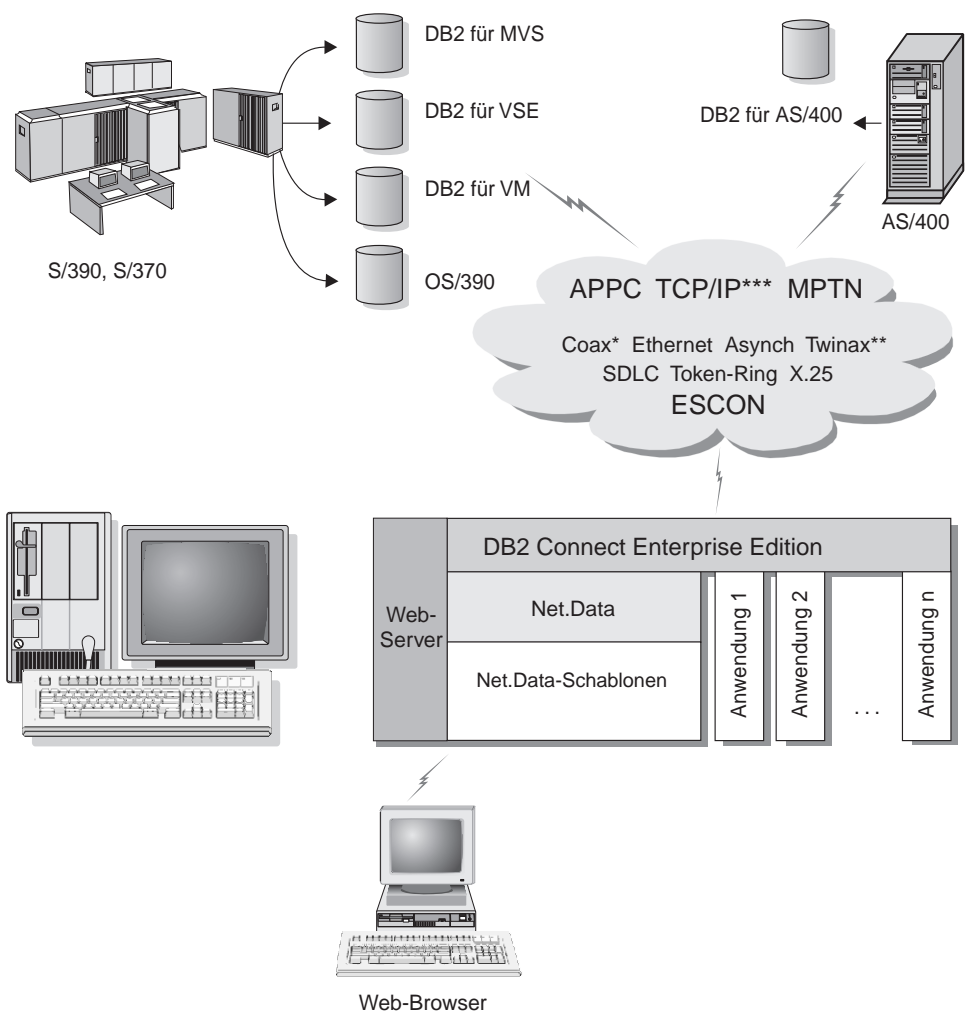 DB2 für MVS
DB2 für VSE
DB2 für VM
OS/390
S/390, S/370
DB2 für AS/400
AS/400
APPC TCP/IP*** MPTN
Coax* Ethernet Asynch Twinax**
SDLC Token-Ring X.25
ESCON
DB2 Connect Enterprise Edition
Web-
Server
Net.Data
Net.Data-Schablonen
Anwendung 1
Anwendung 2
. . .
Anwendung n
Web-Browser